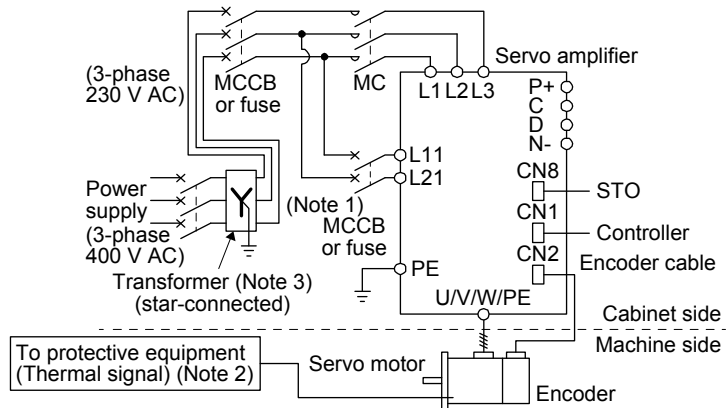 (3-phase
230 V AC)
MCCB
or fuse
MC
Servo amplifier
L1 L2 L3
P+
C
D
N-
L11
L21
CN8
STO
CN1
Controller
CN2
Encoder cable
Power
supply
(3-phase
400 V AC)
(Note 1)
MCCB
or fuse
Transformer (Note 3)
(star-connected)
PE
U/V/W/PE
Cabinet side
Machine side
To protective equipment
(Thermal signal) (Note 2)
Servo motor
Encoder